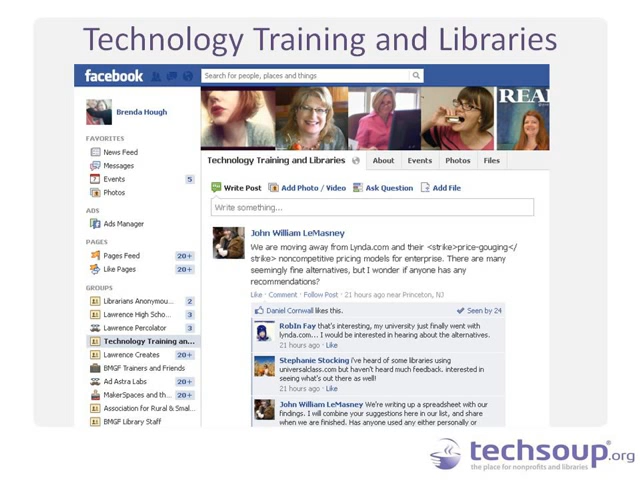 Technology Training and Libraries
facebook
Search for people, places and things
Brenda Hough
FAVORITES
News Feed
Messages
Events 5
Photos
ADS
Ads Manager
PAGES
Pages Feed 20+
Like Pages 20+
GROUPS
Librarians Anonymou... 2
Lawrence High Scho... 2
Lawrence Percolator 3
Technology Training an...
Lawrence Creates 20+
BMGF Trainers and Friends
Ad Astra Labs 20+
MakerSpaces and th... 20+
Association for Rural & Smal...
BMGF Library Staff
REA
Technology Training and Libraries About Events Photos Files
Write Post Add Photo / Video Ask Question Add File
Write something...
John William LeMasney
We are moving away from Lynda.com and their <strike>price-gouging</
strike> noncompetitive pricing models for enterprise. There are many
seemingly fine alternatives, but I wonder if anyone has any
recommendations?
Like · Comment · Follow Post · 21 hours ago near Princeton, NJ
Daniel Cornwall likes this. Seen by 24
RobIn Fay that's interesting, my university just finally went with
lynda.com... I would be interested in hearing about the alternatives.
21 hours ago · Like
Stephanie Stocking i've heard of some libraries using
universalclass.com but haven't heard much feedback. interested in
seeing what's out there as well!
21 hours ago · Like
John William LeMasney We're writing up a spreadsheet with our
findings. I will combine your suggestions here in our list, and share
when we are finished. Has anyone used any either personally or
techsoup®.org
the place for nonprofits and libraries